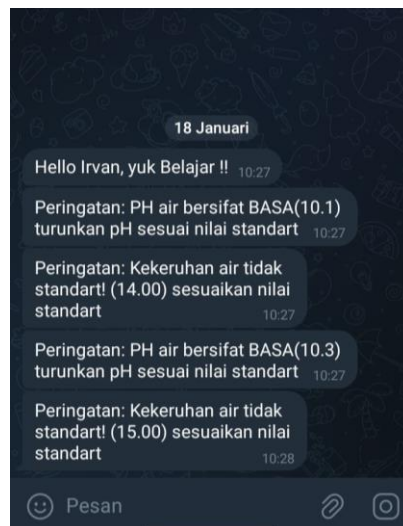 18 Januari
Hello Irvan, yuk Belajar !! 10:27
Peringatan: PH air bersifat BASA(10.1)
turunkan pH sesuai nilai standart 10:27
Peringatan: Kekeruhan air tidak
standart! (14.00) sesuaikan nilai
standart 10:27
Peringatan: PH air bersifat BASA(10.3)
turunkan pH sesuai nilai standart 10:27
Peringatan: Kekeruhan air tidak
standart! (15.00) sesuaikan nilai
standart 10:28
Pesan